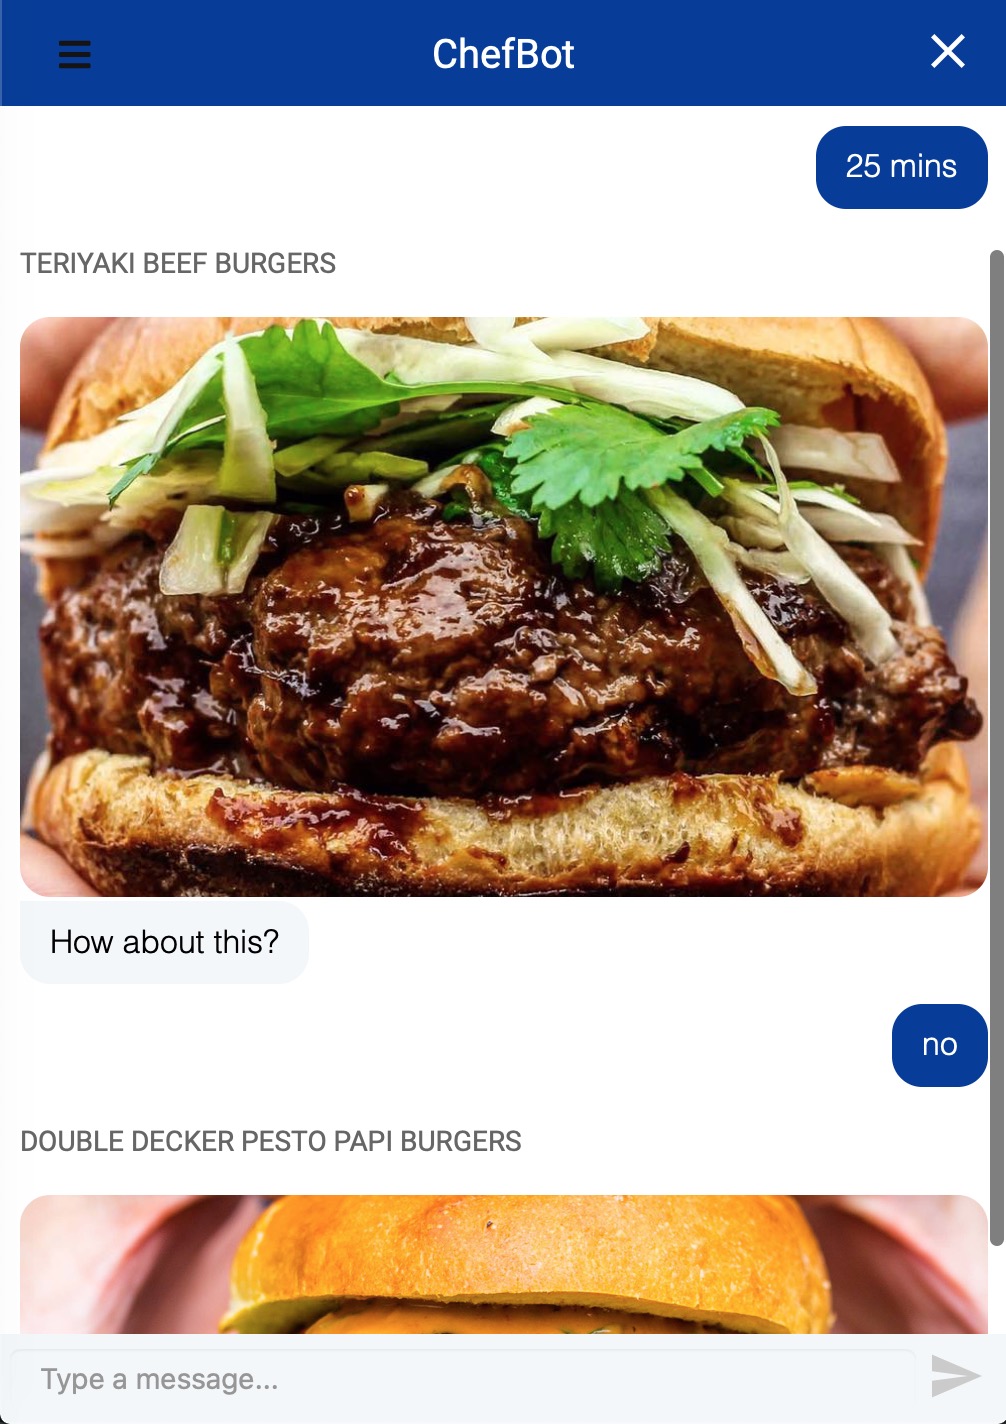 ChefBot
25 mins
TERIYAKI BEEF BURGERS
How about this?
no
DOUBLE DECKER PESTO PAPI BURGERS
Type a message...